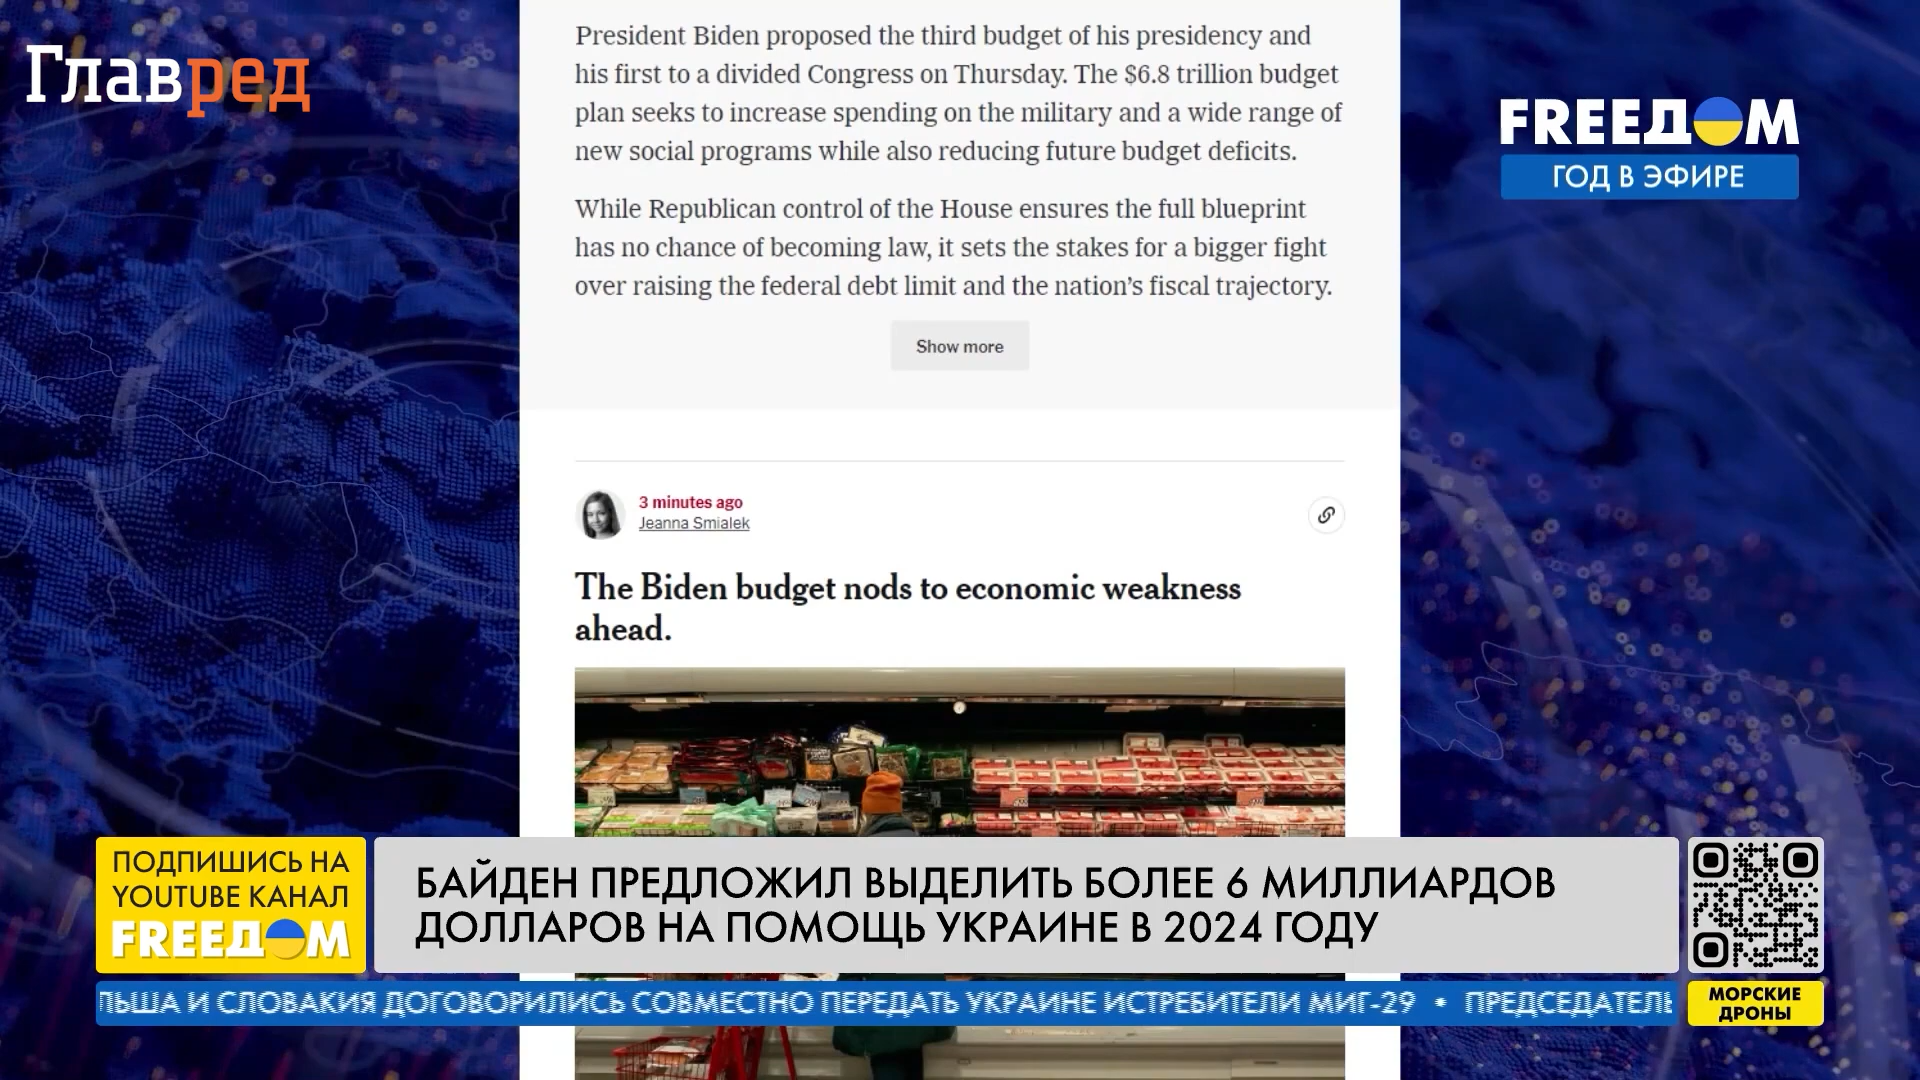 Главред
President Biden proposed the third budget of his presidency and
his first to a divided Congress on Thursday. The $6.8 trillion budget
plan seeks to increase spending on the military and a wide range of
new social programs while also reducing future budget deficits.
While Republican control of the House ensures the full blueprint
has no chance of becoming law, it sets the stakes for a bigger fight
over raising the federal debt limit and the nation's fiscal trajectory.
Show more
FREEДOM
ГОД В ЭФИРЕ
3 minutes ago
Jeanna Smialek
The Biden budget nods to economic weakness
ahead.
ПОДПИШИСЬ НА
YOUTUBE КАНАЛ
FREEДOM
БАЙДЕН ПРЕДЛОЖИЛ ВЫДЕЛИТЬ БОЛЕЕ 6 МИЛЛИАРДОВ
ДОЛЛАРОВ НА ПОМОЩЬ УКРАИНЕ В 2024 ГОДУ
ЛЬША И СЛОВАКИЯ ДОГОВОРИЛИСЬ СОВМЕСТНО ПЕРЕДАТЬ УКРАИНЕ ИСТРЕБИТЕЛИ МИГ-29 • ПРЕДСЕДАТЕЛЬ
МОРСКИЕ
ДРОНЫ